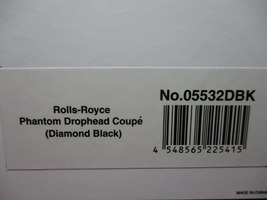 No.05532DBK
Rolls-Royce
Phantom Drophead Coupé
(Diamond Black)
4 548565 225415
MADE IN CHINA